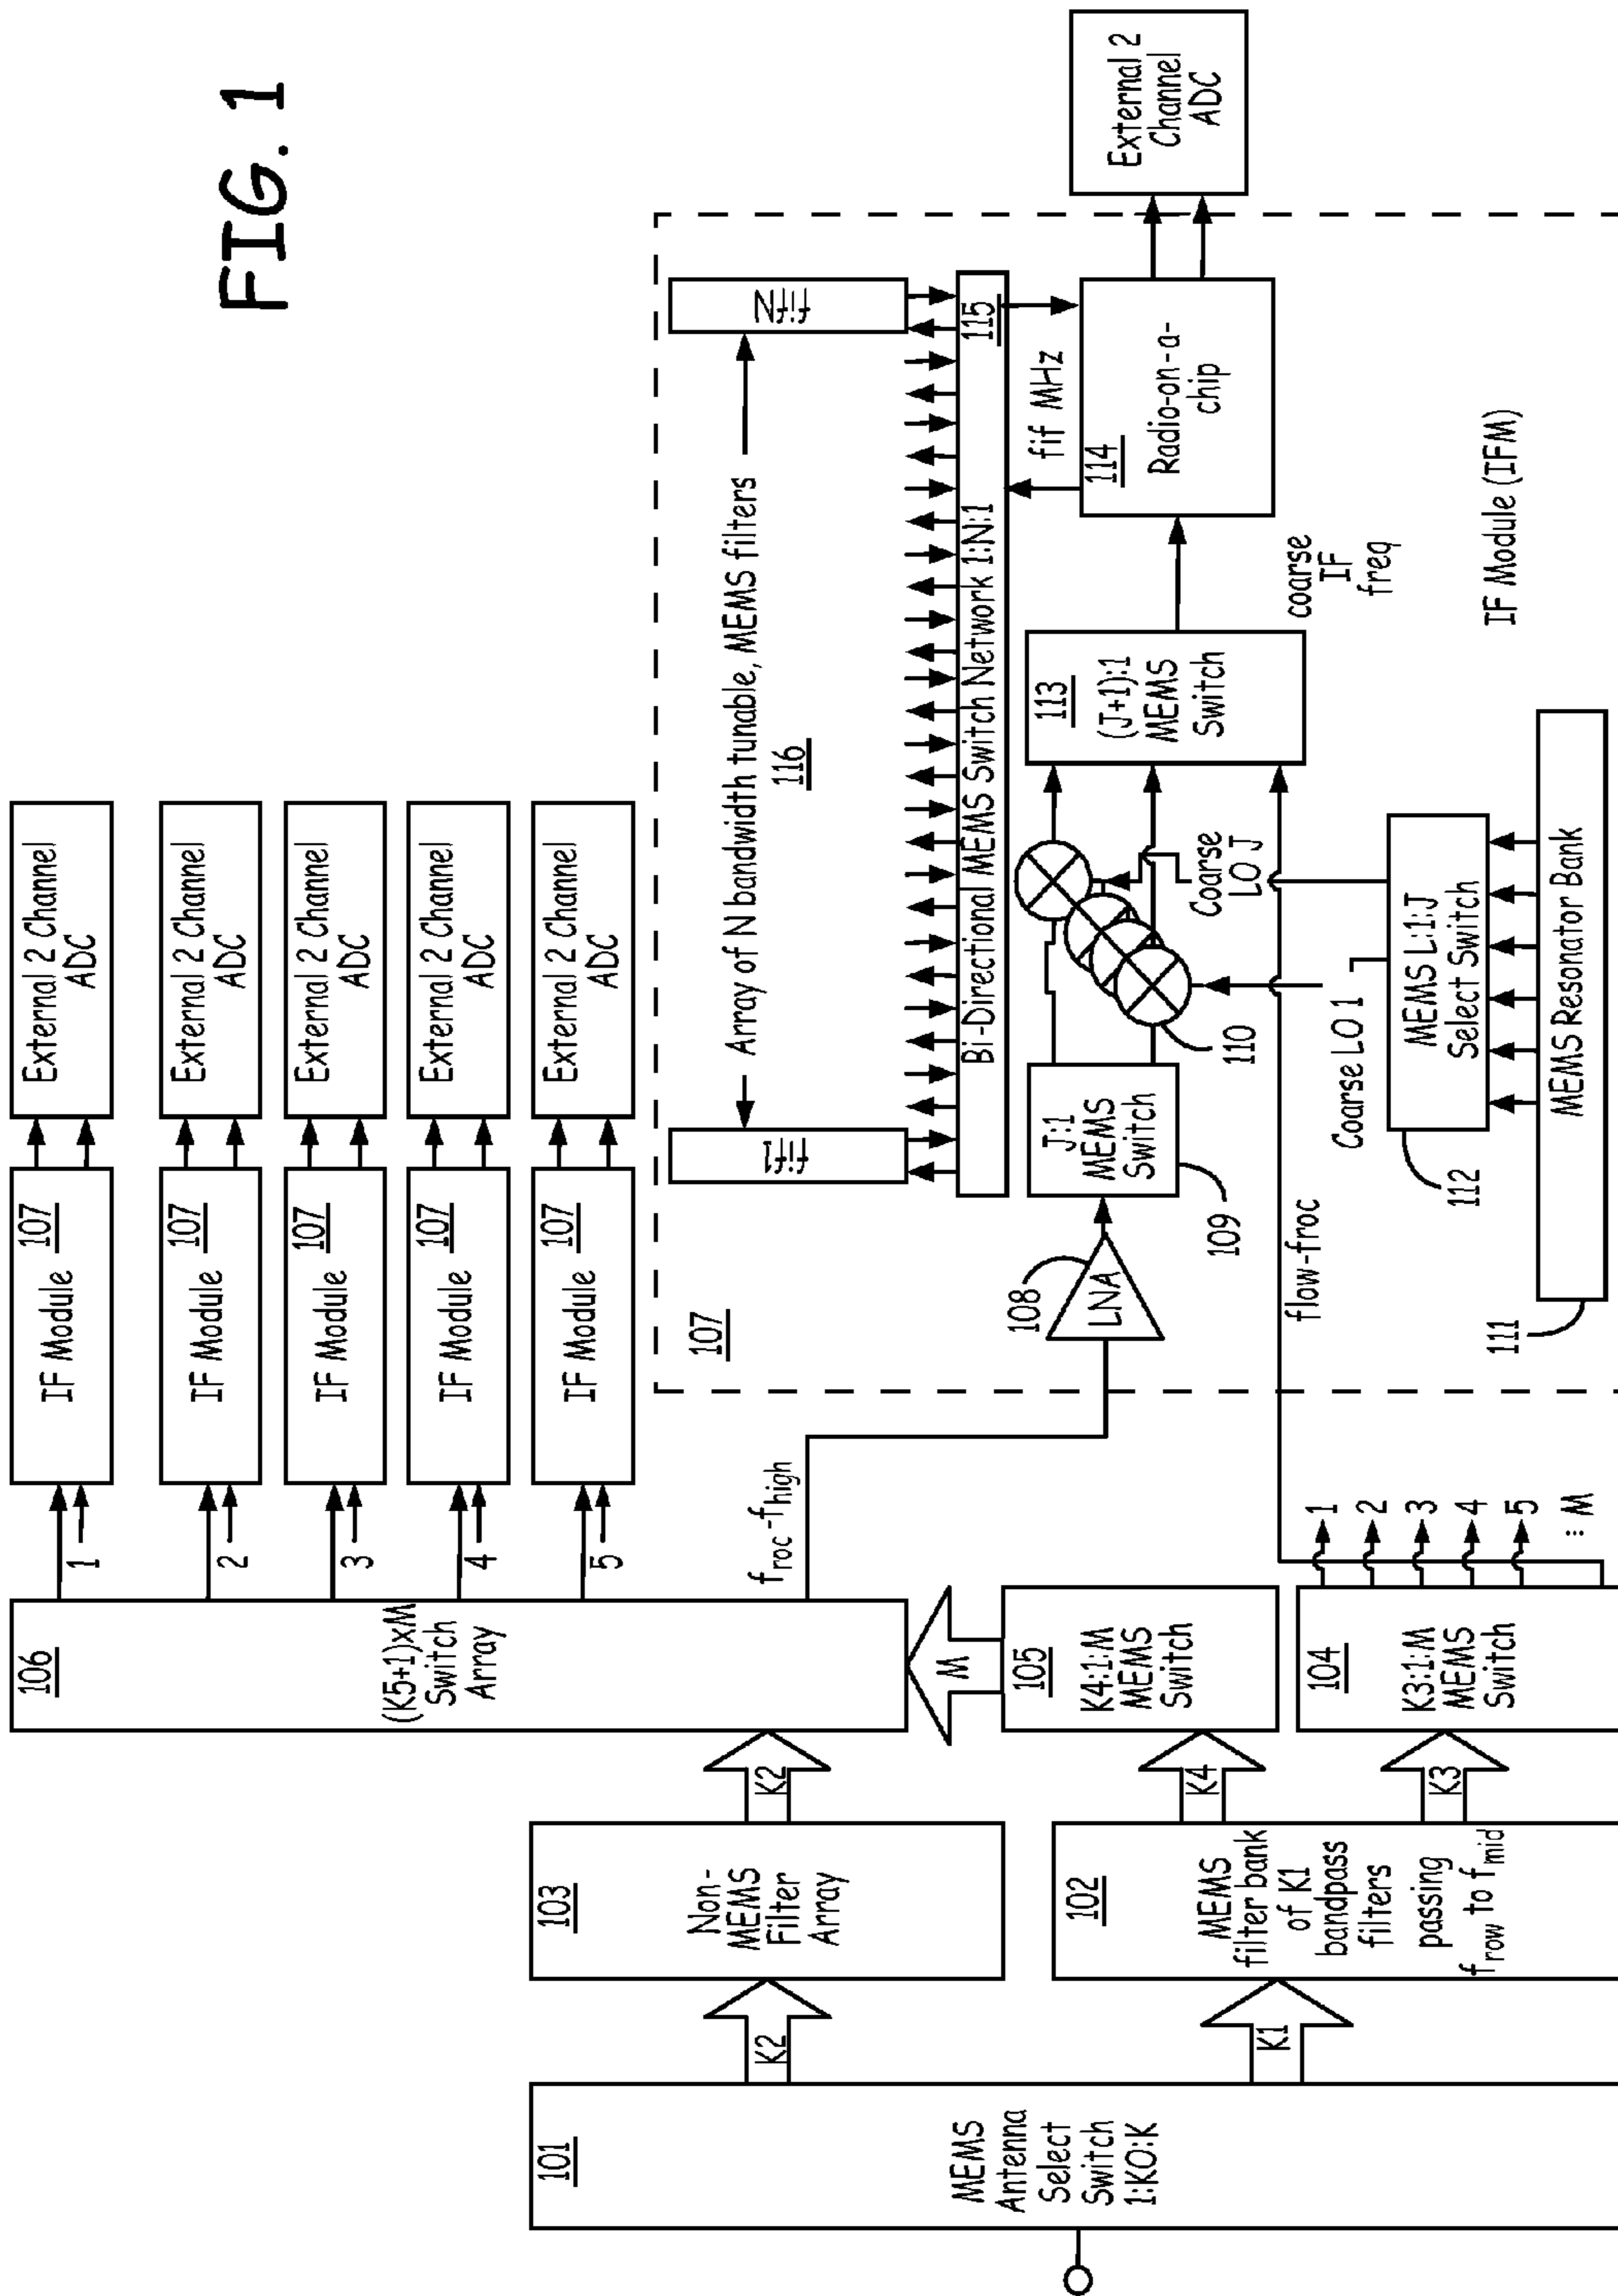 FIG. 1
101
MEMS
Antenna
Select
Switch
1:KO:K
K2
K1
103
Non-
MEMS
Filter
Array
102
MEMS
filter bank
of K1
bandpass
filters
passing
f_row to f_mid
K2
K4
K3
106
(K5+1)xM
Switch
Array
M
105
K4:1:M
MEMS
Switch
104
K3:1:M
MEMS
Switch
1
2
3
4
5
f_roc-f_high
1
2
3
4
5
: M
IF Module
107
IF Module
107
IF Module
107
IF Module
107
IF Module
107
External 2 Channel
ADC
External 2 Channel
ADC
External 2 Channel
ADC
External 2 Channel
ADC
External 2 Channel
ADC
107
fif1
Array of N bandwidth tunable, MEMS filters
116
fifN
Bi-Directional MEMS Switch Network 1:N:1
115
108
LNA
J:1
MEMS
Switch
109
110
Coarse
LO J
113
(J+1):1
MEMS
Switch
fif MHz
114
Radio-on-a-
chip
External 2
Channel
ADC
flow-froc
coarse
IF
freq
Coarse LO 1
112
MEMS L:1:J
Select Switch
111
MEMS Resonator Bank
IF Module (IFM)